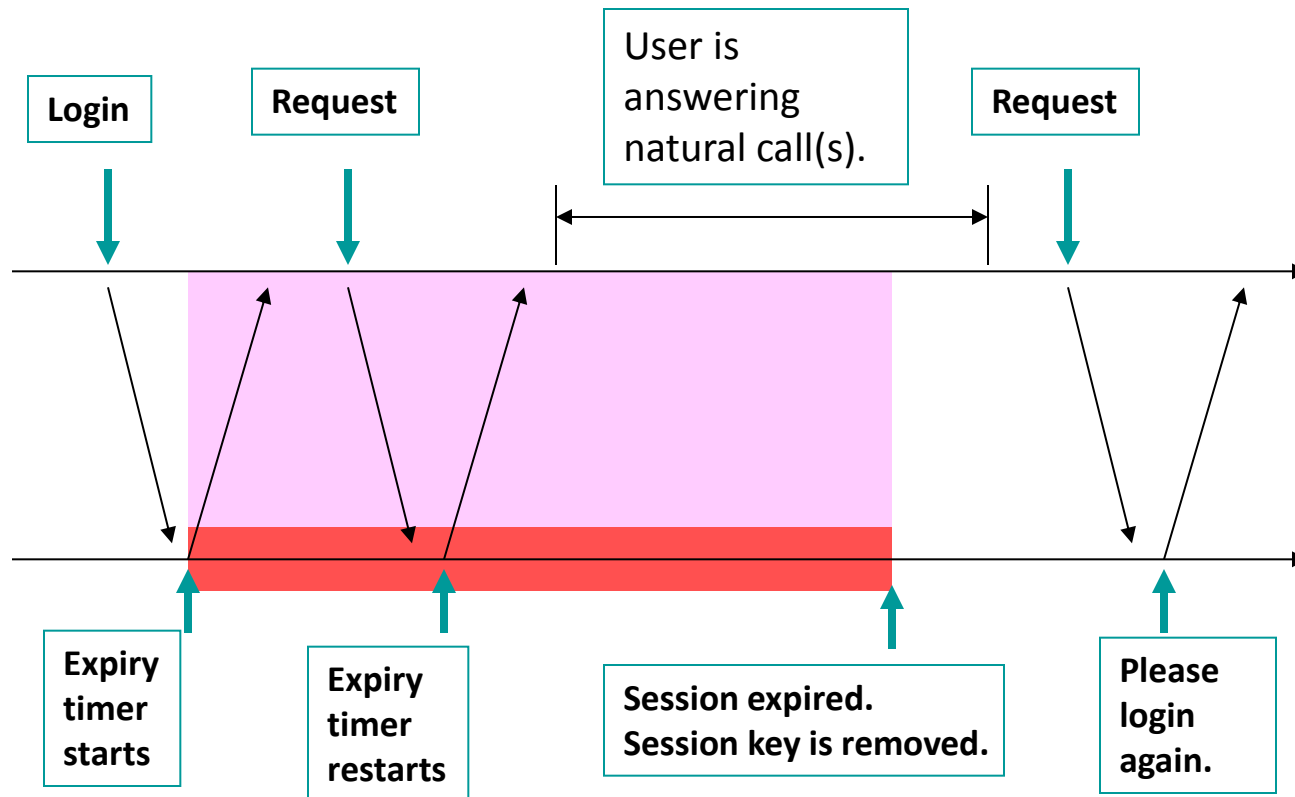 Login
Request
User is
answering
natural call(s).
Request
Expiry
timer
starts
Expiry
timer
restarts
Session expired.
Session key is removed.
Please
login
again.